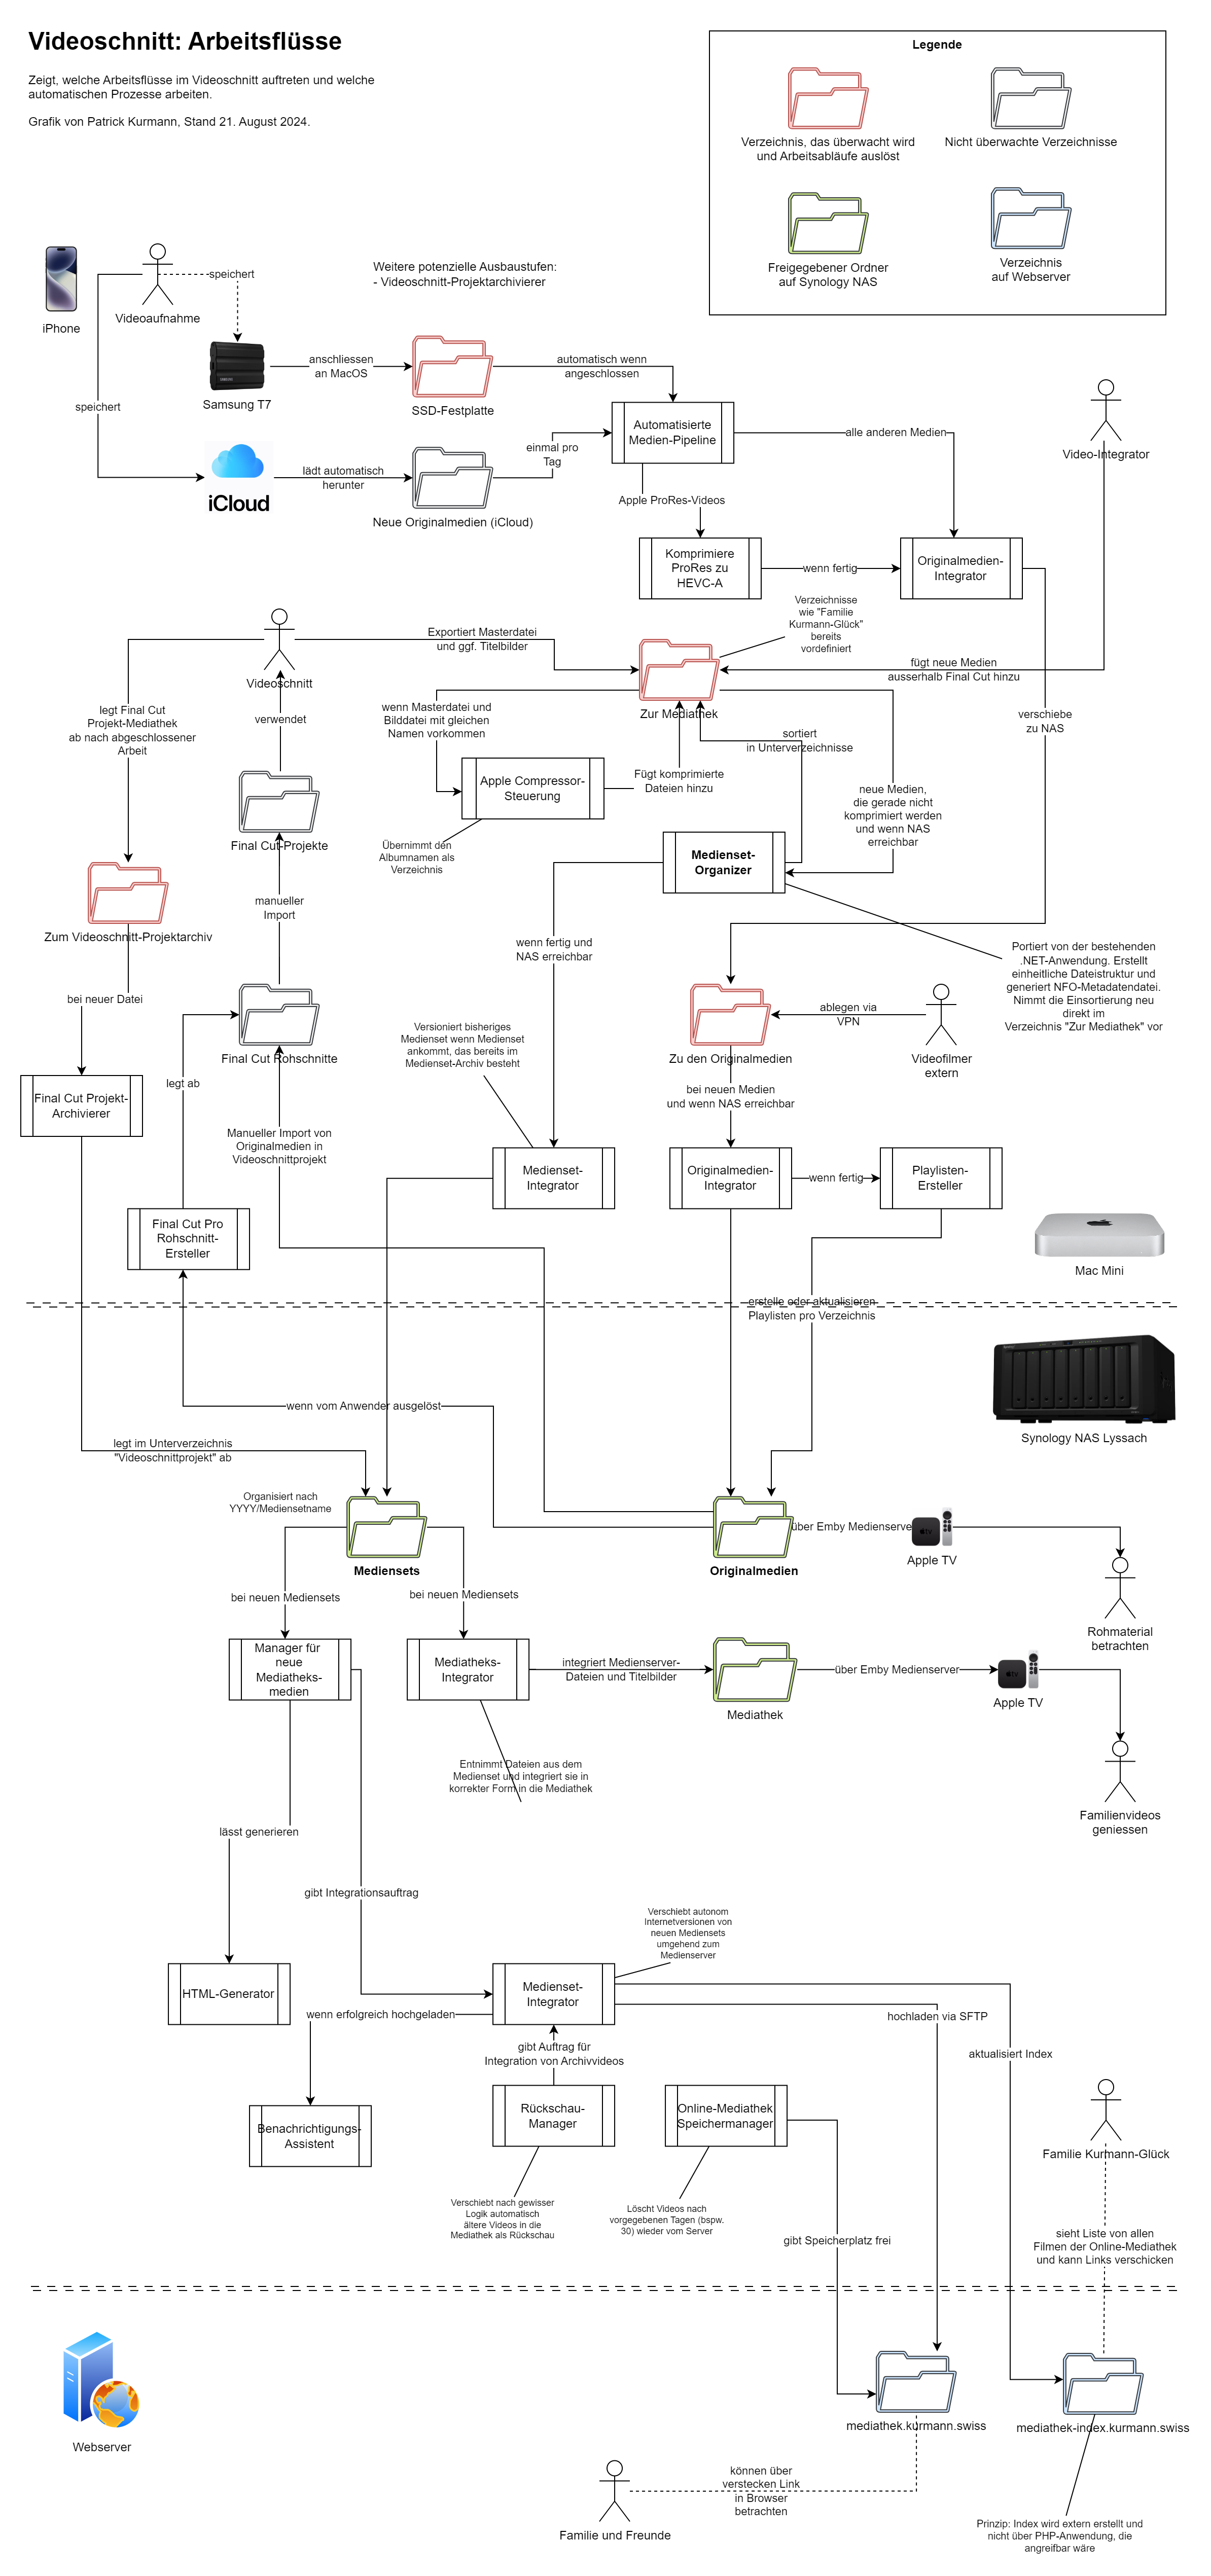 Videoschnitt: Arbeitsflüsse
Zeigt, welche Arbeitsflüsse im Videoschnitt auftreten und welche
automatischen Prozesse arbeiten.
Grafik von Patrick Kurmann, Stand 21. August 2024.
Legende
Verzeichnis, das überwacht wird
und Arbeitsabläufe auslöst
Nicht überwachte Verzeichnisse
Freigegebener Ordner
auf Synology NAS
Verzeichnis
auf Webserver
iPhone
Videoaufnahme
speichert
Weitere potenzielle Ausbaustufen:
- Videoschnitt-Projektarchivierer
speichert
Samsung T7
anschliessen
an MacOS
SSD-Festplatte
automatisch wenn
angeschlossen
iCloud
lädt automatisch
herunter
Neue Originalmedien (iCloud)
einmal pro
Tag
Automatisierte
Medien-Pipeline
alle anderen Medien
Video-Integrator
Apple ProRes-Videos
Komprimiere
ProRes zu
HEVC-A
wenn fertig
Originalmedien-
Integrator
Verzeichnisse
wie "Familie
Kurmann-Glück"
bereits
vordefiniert
Videoschnitt
Exportiert Masterdatei
und ggf. Titelbilder
Zur Mediathek
fügt neue Medien
ausserhalb Final Cut hinzu
verschiebe
zu NAS
legt Final Cut
Projekt-Mediathek
ab nach abgeschlossener
Arbeit
verwendet
wenn Masterdatei und
Bilddatei mit gleichen
Namen vorkommen
sortiert
in Unterverzeichnisse
Apple Compressor-
Steuerung
Fügt komprimierte
Dateien hinzu
neue Medien,
die gerade nicht
komprimiert werden
und wenn NAS
erreichbar
Final Cut-Projekte
Übernimmt den
Albumnamen als
Verzeichnis
Medienset-
Organizer
Zum Videoschnitt-Projektarchiv
manueller
Import
wenn fertig und
NAS erreichbar
Portiert von der bestehenden
.NET-Anwendung. Erstellt
einheitliche Dateistruktur und
generiert NFO-Metadatendatei.
Nimmt die Einsortierung neu
direkt im
Verzeichnis "Zur Mediathek" vor
bei neuer Datei
Final Cut Rohschnitte
Versioniert bisheriges
Medienset wenn Medienset
ankommt, das bereits im
Medienset-Archiv besteht
Zu den Originalmedien
ablegen via
VPN
Videofilmer
extern
legt ab
Final Cut Projekt-
Archivierer
bei neuen Medien
und wenn NAS erreichbar
Manueller Import von
Originalmedien in
Videoschnittprojekt
Medienset-
Integrator
Originalmedien-
Integrator
wenn fertig
Playlisten-
Ersteller
Final Cut Pro
Rohschnitt-
Ersteller
Mac Mini
erstelle oder aktualisieren
Playlisten pro Verzeichnis
Synology NAS Lyssach
wenn vom Anwender ausgelöst
legt im Unterverzeichnis
"Videoschnittprojekt" ab
Organisiert nach
YYYY/Mediensetname
Mediensets
Originalmedien
über Emby Medienserver
Apple TV
Rohmaterial
betrachten
bei neuen Mediensets
bei neuen Mediensets
Manager für
neue
Mediatheks-
medien
Mediatheks-
Integrator
integriert Medienserver-
Dateien und Titelbilder
Mediathek
über Emby Medienserver
Apple TV
Entnimmt Dateien aus dem
Medienset und integriert sie in
korrekter Form in die Mediathek
Familienvideos
geniessen
lässt generieren
gibt Integrationsauftrag
Verschiebt autonom
Internetversionen von
neuen Mediensets
umgehend zum
Medienserver
HTML-Generator
Medienset-
Integrator
wenn erfolgreich hochgeladen
hochladen via SFTP
gibt Auftrag für
Integration von Archivvideos
aktualisiert Index
Benachrichtigungs-
Assistent
Rückschau-
Manager
Online-Mediathek
Speichermanager
Familie Kurmann-Glück
Verschiebt nach gewisser
Logik automatisch
ältere Videos in die
Mediathek als Rückschau
Löscht Videos nach
vorgegebenen Tagen (bspw.
30) wieder vom Server
gibt Speicherplatz frei
sieht Liste von allen
Filmen der Online-Mediathek
und kann Links verschicken
Webserver
mediathek.kurmann.swiss
mediathek-index.kurmann.swiss
können über
verstecken Link
in Browser
betrachten
Familie und Freunde
Prinzip: Index wird extern erstellt und
nicht über PHP-Anwendung, die
angreifbar wäre